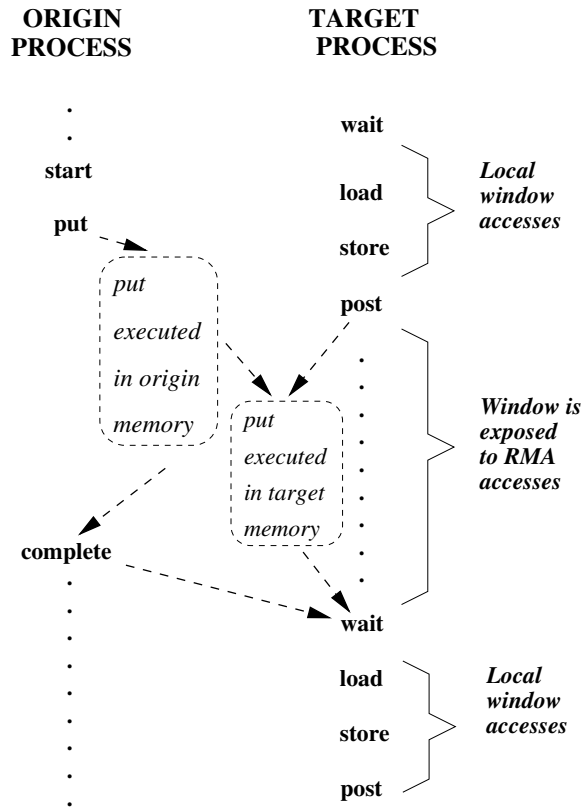 ORIGIN
PROCESS
TARGET
PROCESS
wait
start
load
Local
window
accesses
put
store
put
executed
in origin
memory
post
put
executed
in target
memory
Window is
exposed
to RMA
accesses
complete
wait
load
store
post
Local
window
accesses